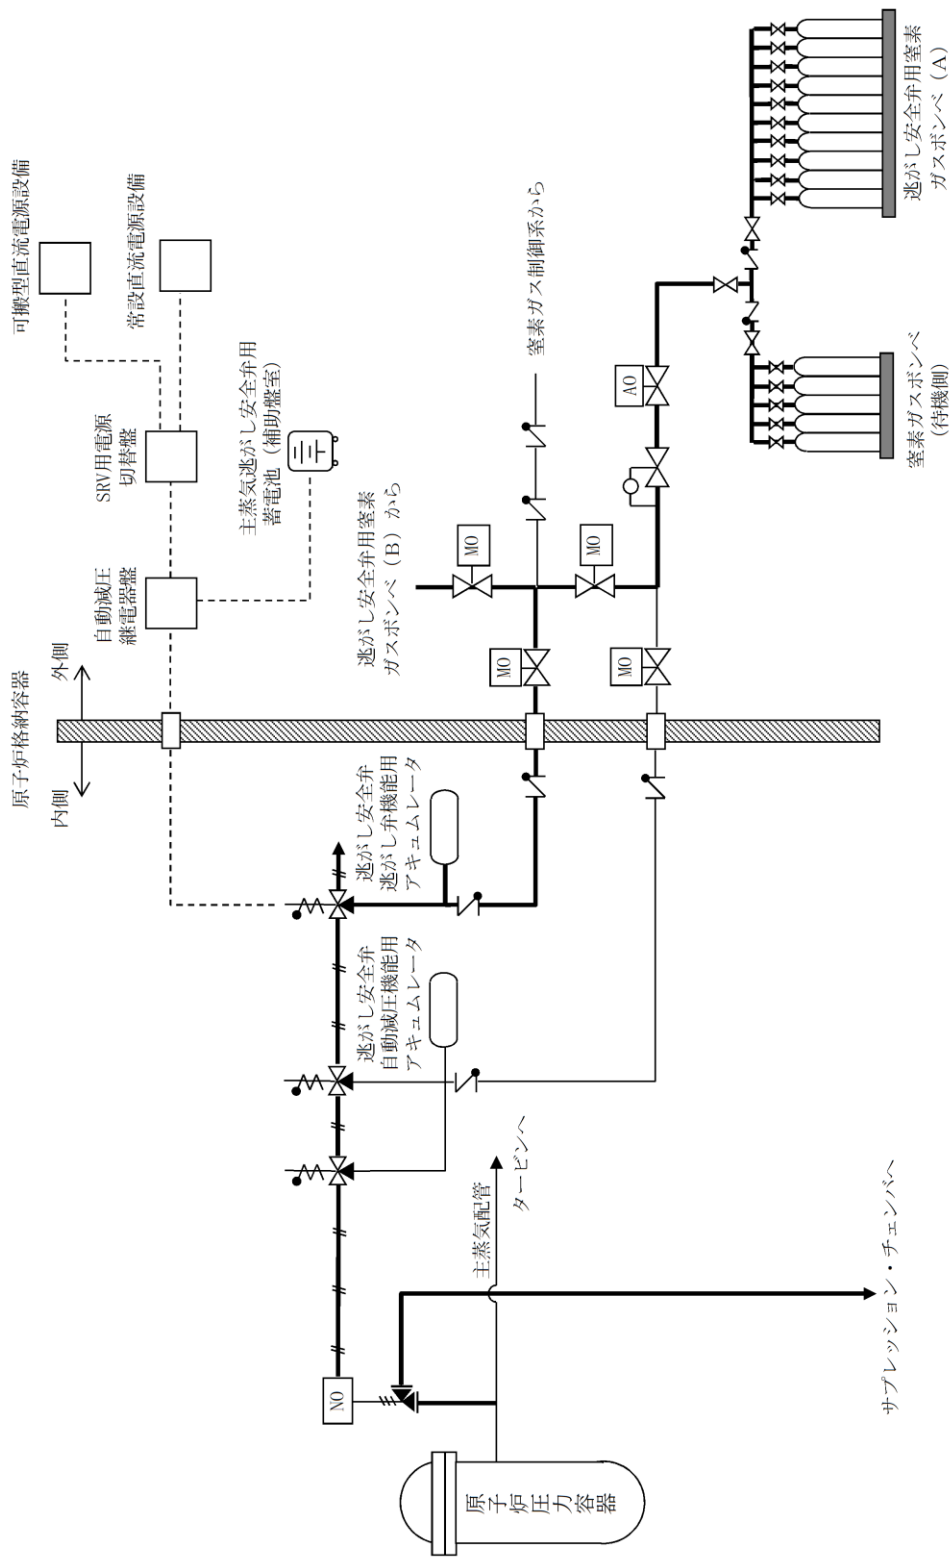 原子炉格納容器
内側
外側
可搬型直流電源設備
常設直流電源設備
SRV用電源
切替盤
自動減圧
継電器盤
主蒸気逃がし安全弁用
蓄電池（補助盤室）
逃がし安全弁用窒素
ガスボンベ（B）から
窒素ガス制御系から
MO
MO
MO
MO
AO
逃がし安全弁用窒素
ガスボンベ（A）
窒素ガスボンベ
（待機側）
逃がし安全弁
逃がし弁機能用
アキュムレータ
逃がし安全弁
自動減圧機能用
アキュムレータ
NO
主蒸気配管
タービンへ
サプレッション・チェンバへ
原子炉圧力容器